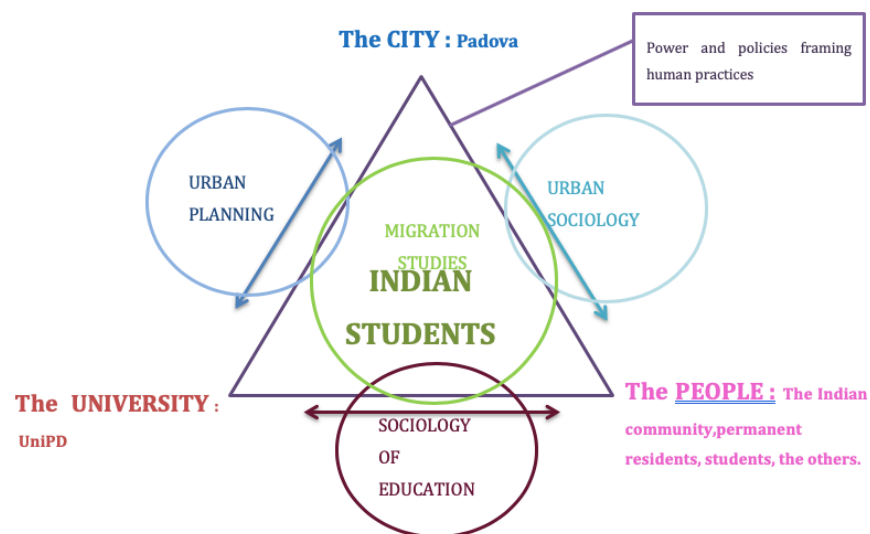 The CITY : Padova
Power and policies framing
human practices
URBAN
PLANNING
URBAN
SOCIOLOGY
MIGRATION
STUDIES
INDIAN
STUDENTS
The UNIVERSITY :
UniPD
The PEOPLE : The Indian
community,permanent
residents, students, the others.
SOCIOLOGY
OF
EDUCATION